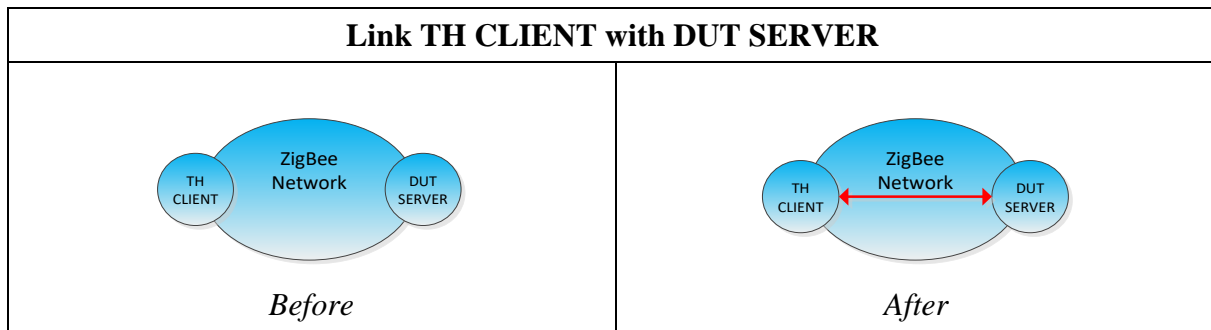 Link TH CLIENT with DUT SERVER
ZigBee
Network
TH
CLIENT
DUT
SERVER
Before
ZigBee
Network
TH
CLIENT
DUT
SERVER
After